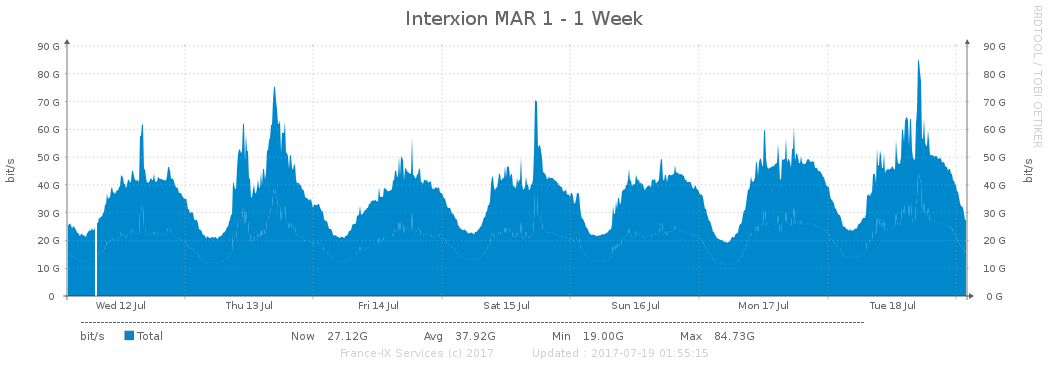 Interxion MAR 1 - 1 Week
RRDTOOL / TOBI OETIKER
90 G 90 G
80 G 80 G
70 G 70 G
60 G 60 G
50 G 50 G
40 G 40 G
30 G 30 G
20 G 20 G
10 G 10 G
0 0 G
bit/s
bit/s
Wed 12 Jul Thu 13 Jul Fri 14 Jul Sat 15 Jul Sun 16 Jul Mon 17 Jul Tue 18 Jul
bit/s Total Now 27.12G Avg 37.92G Min 19.00G Max 84.73G
France-IX Services (c) 2017 Updated : 2017-07-19 01:55:15